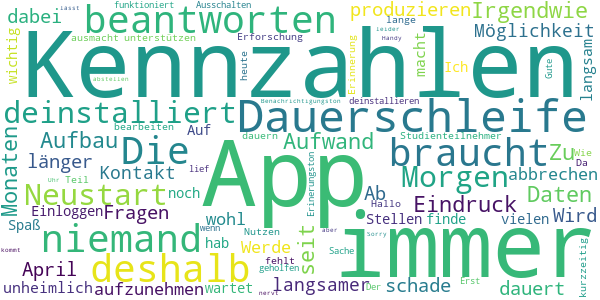 lasst funktioniert Ausschalten produzieren lange Irgendwie
dabei beantworten leider Handy Möglichkeit
wichtig ausmacht unterstützen Erforschung Erinnerung macht Ich Gute langsam
Kennzahlen
abstellen heute
Benachrichtigungston deinstallieren
deinstalliert Dauerschleife
bearbeiten Auf dauern Studienteilnehmer
Monaten Aufbau Die Aufwand braucht Zu Wie
länger Kontakt Da
Uhr Teil noch lief App Erinerungston Ab Morgen abbrechen
Neustart Hallo Eindruck Daten
Einloggen Fragen wohl Stellen finde vielen Wird
Spaß hab wenn seit aber immer
niemand Nutzen Sache Sorry kurzzeitig
April deshalb Werde fehlt
kommt geholfen
unheimlich aufzunehmen wartet langsamer schade Der Erst dauert
nervt